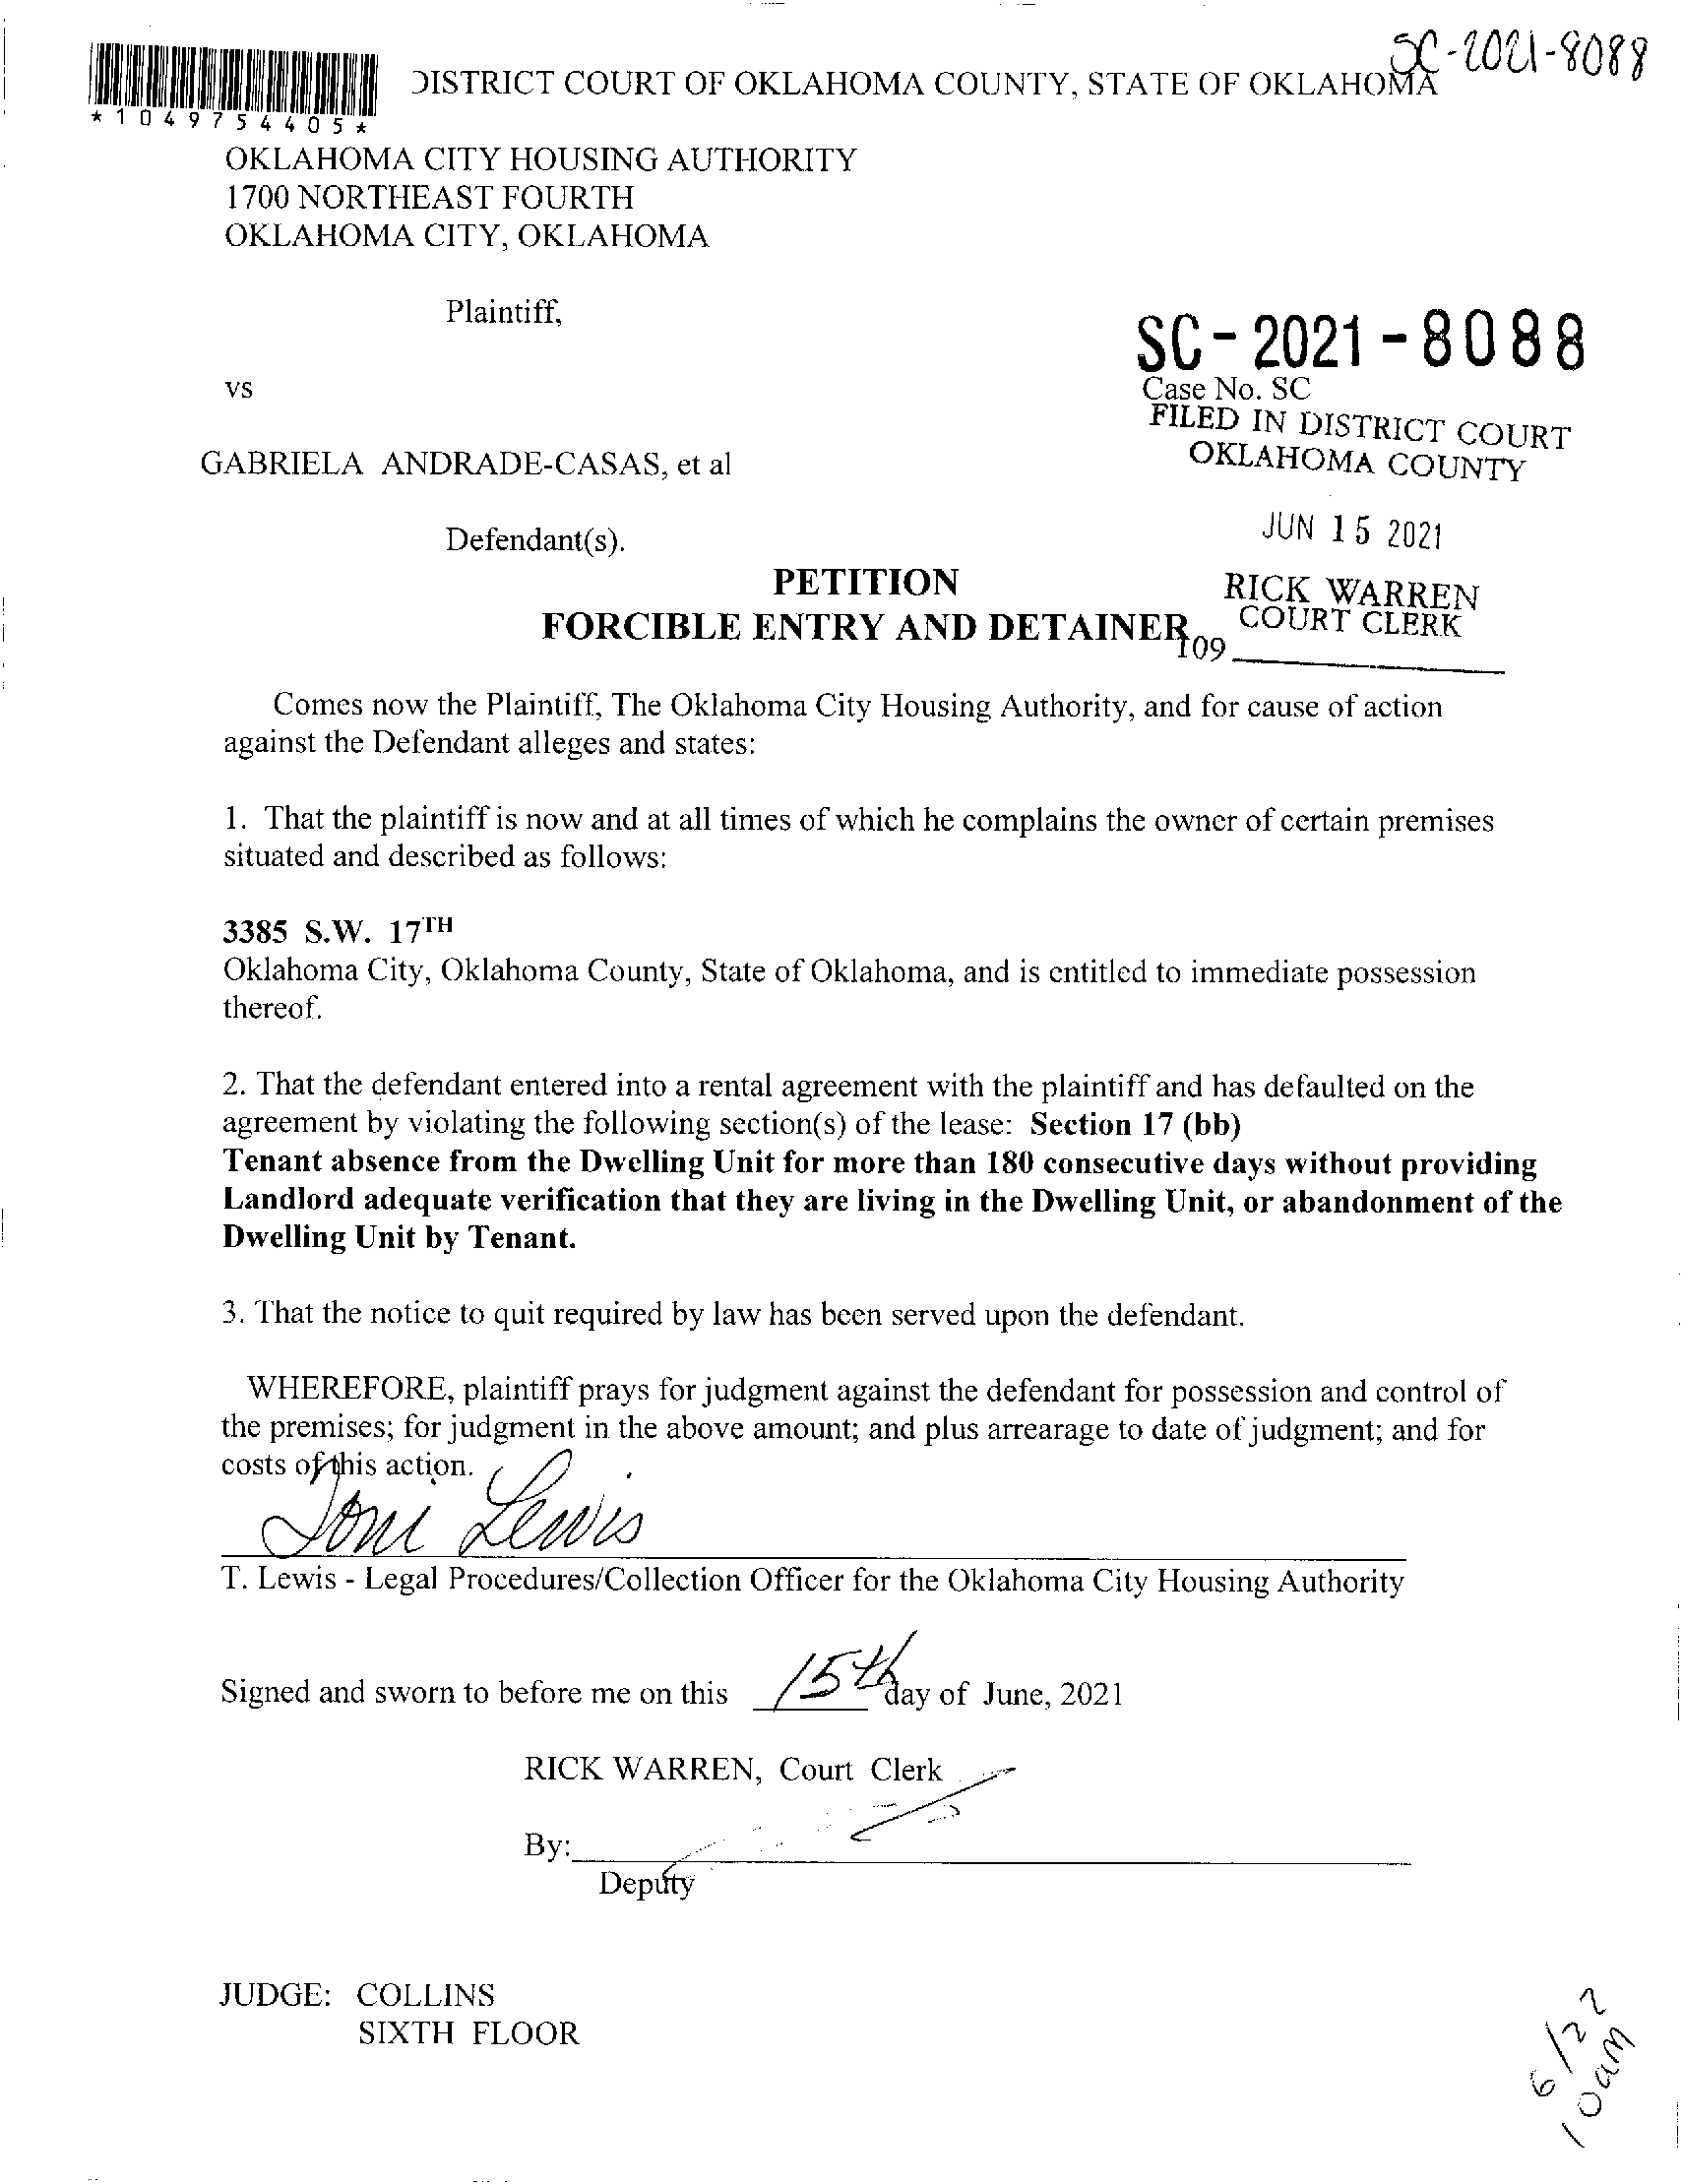 SC-2021-8088
*1049754405*
DISTRICT COURT OF OKLAHOMA COUNTY, STATE OF OKLAHOMA
OKLAHOMA CITY HOUSING AUTHORITY
1700 NORTHEAST FOURTH
OKLAHOMA CITY, OKLAHOMA
Plaintiff,
SC-2021-8088
vs
Case No. SC
FILED IN DISTRICT COURT
OKLAHOMA COUNTY
GABRIELA ANDRADE-CASAS, et al
JUN 15 2021
Defendant(s).
PETITION
RICK WARREN
COURT CLERK
FORCIBLE ENTRY AND DETAINER
109
Comes now the Plaintiff, The Oklahoma City Housing Authority, and for cause of action
against the Defendant alleges and states:
1. That the plaintiff is now and at all times of which he complains the owner of certain premises
situated and described as follows:
3385 S.W. 17TH
Oklahoma City, Oklahoma County, State of Oklahoma, and is entitled to immediate possession
thereof.
2. That the defendant entered into a rental agreement with the plaintiff and has defaulted on the
agreement by violating the following section(s) of the lease: Section 17 (bb)
Tenant absence from the Dwelling Unit for more than 180 consecutive days without providing
Landlord adequate verification that they are living in the Dwelling Unit, or abandonment of the
Dwelling Unit by Tenant.
3. That the notice to quit required by law has been served upon the defendant.
WHEREFORE, plaintiff prays for judgment against the defendant for possession and control of
the premises; for judgment in the above amount; and plus arrearage to date of judgment; and for
costs of this action.
Toni Lewis
T. Lewis - Legal Procedures/Collection Officer for the Oklahoma City Housing Authority
Signed and sworn to before me on this 15th day of June, 2021
RICK WARREN, Court Clerk
By:
Deputy
JUDGE: COLLINS
SIXTH FLOOR
6/22
10am